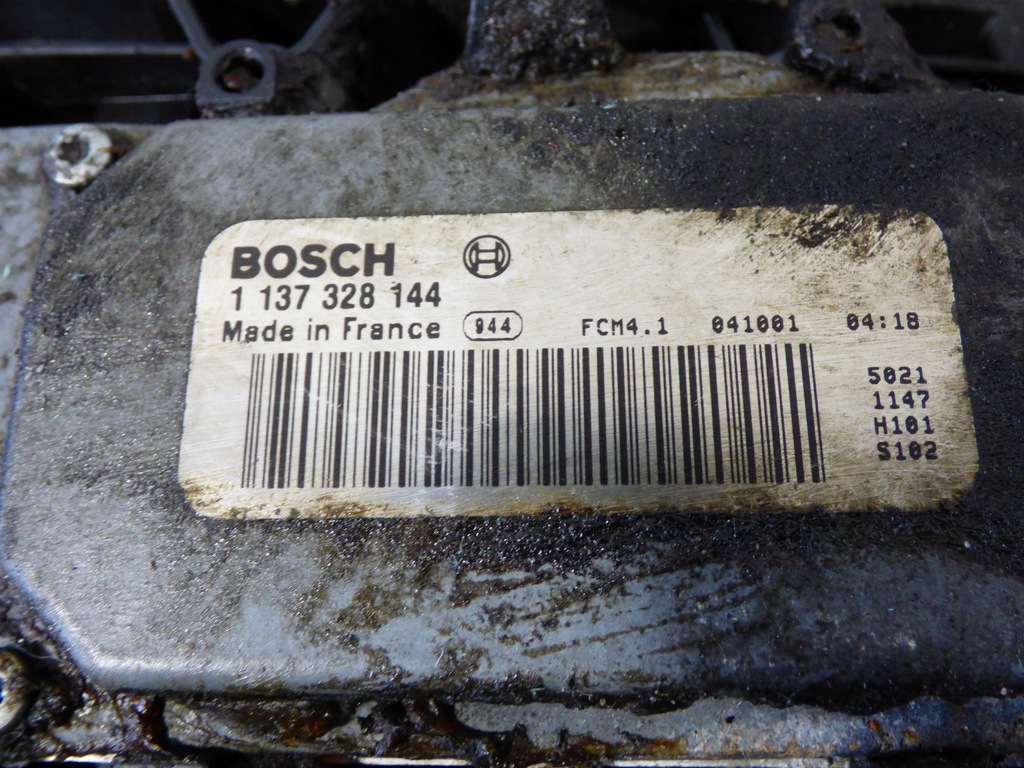 BOSCH
1 137 328 144
Made in France 944 FCM4.1 041001 04:18
5021
1147
H101
S102